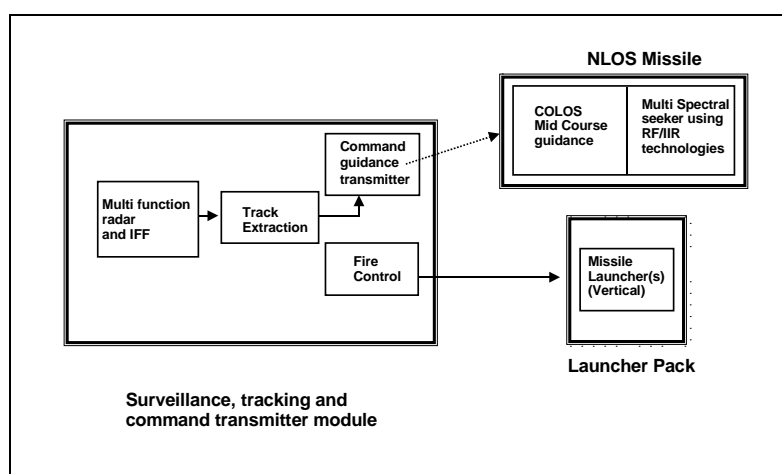 NLOS Missile
COLOS
Mid Course
guidance
Multi Spectral
seeker using
RF/IIR
technologies
Command
guidance
transmitter
Multi function
radar
and IFF
Track
Extraction
Fire
Control
Missile
Launcher(s)
(Vertical)
Launcher Pack
Surveillance, tracking and
command transmitter module